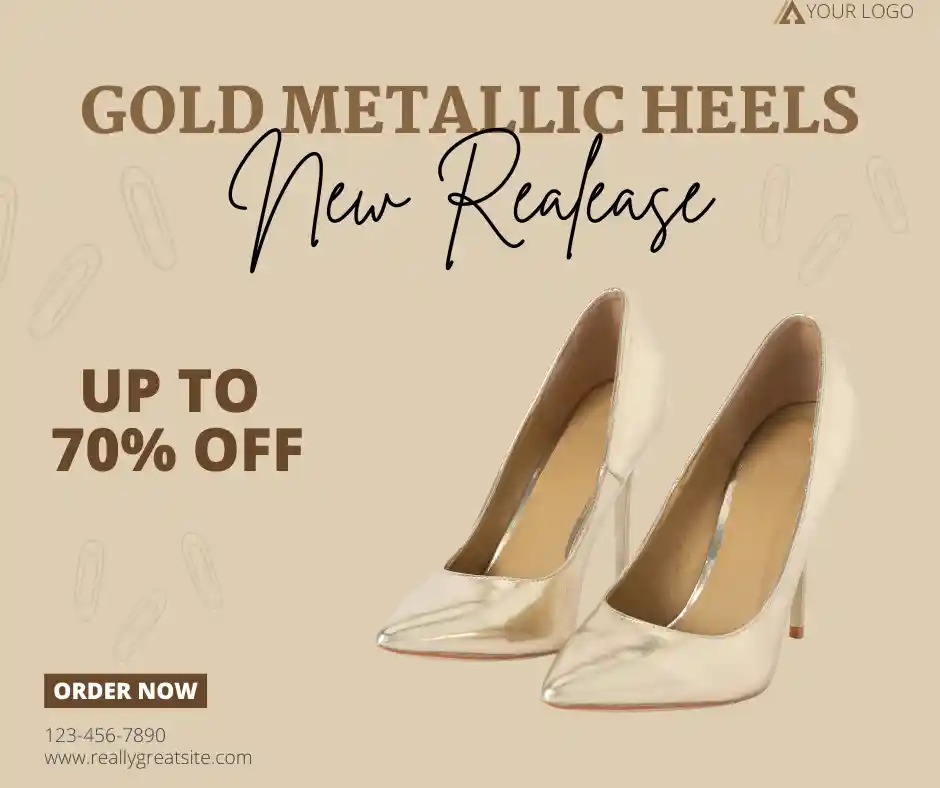 YOUR LOGO
GOLD METALLIC HEELS
New Realease
UP TO
70% OFF
ORDER NOW
123-456-7890
www.reallygreatsite.com